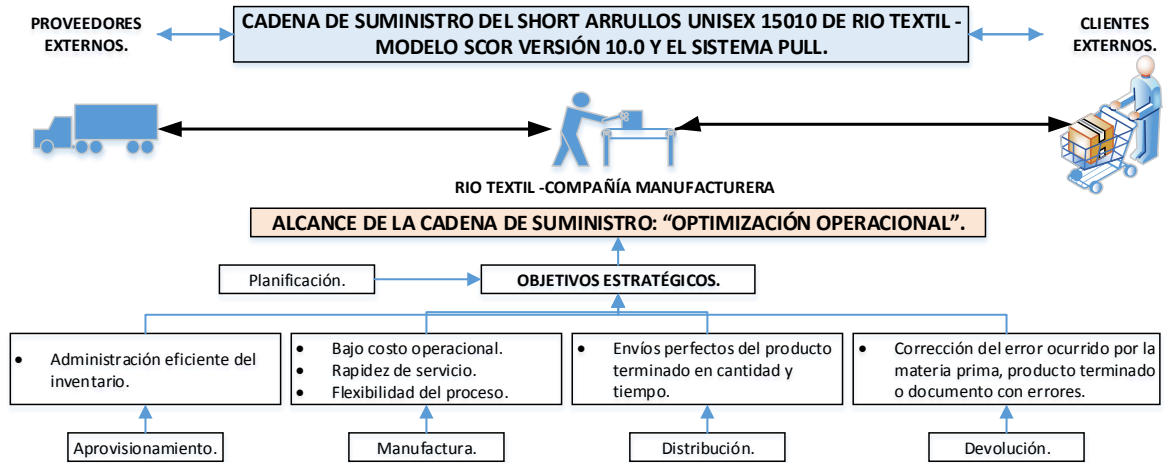 PROVEEDORES
EXTERNOS.
CADENA DE SUMINISTRO DEL SHORT ARRULLOS UNISEX 15010 DE RIO TEXTIL -
MODELO SCOR VERSIÓN 10.0 Y EL SISTEMA PULL.
CLIENTES
EXTERNOS.
RIO TEXTIL -COMPAÑÍA MANUFACTURERA
ALCANCE DE LA CADENA DE SUMINISTRO: “OPTIMIZACIÓN OPERACIONAL”.
Planificación.
OBJETIVOS ESTRATÉGICOS.
• Administración eficiente del
inventario.
• Bajo costo operacional.
• Rapidez de servicio.
• Flexibilidad del proceso.
• Envíos perfectos del producto
terminado en cantidad y
tiempo.
• Corrección del error ocurrido por la
materia prima, producto terminado
o documento con errores.
Aprovisionamiento.
Manufactura.
Distribución.
Devolución.